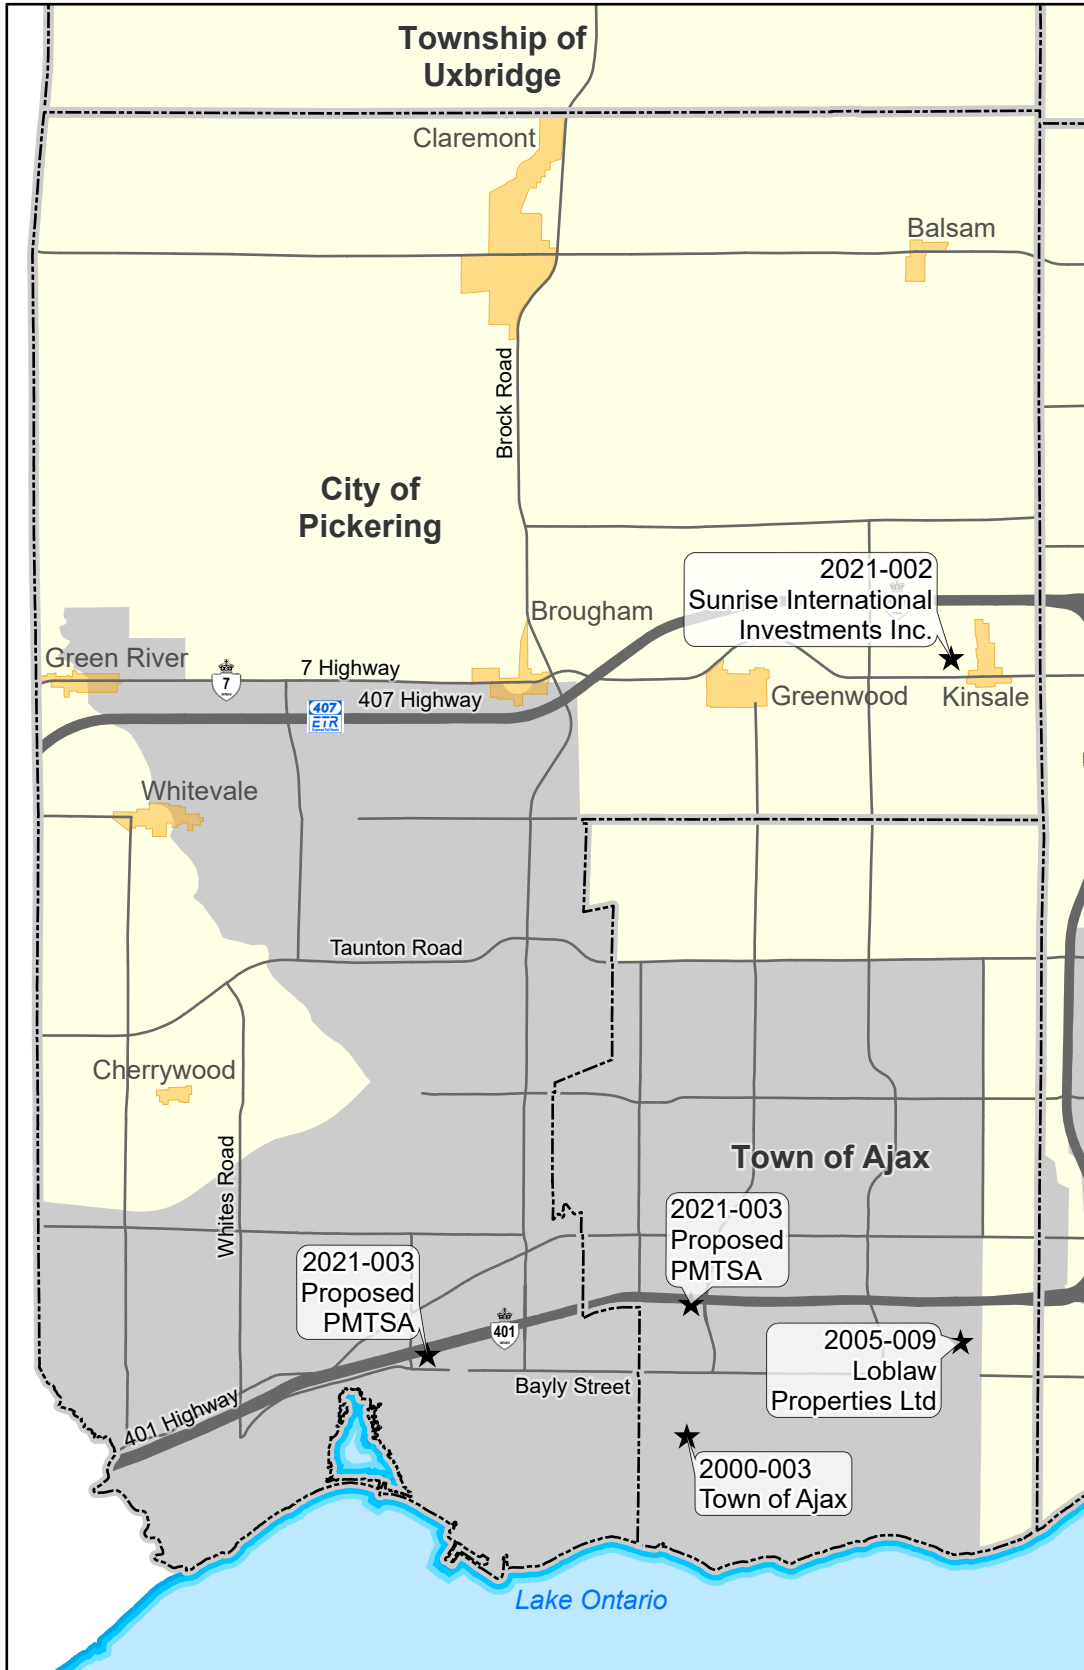 Township of
Uxbridge
Claremont
Balsam
Brock Road
City of
Pickering
2021-002
Sunrise International
Investments Inc.
Brougham
Green River
7 Highway
7
407 Highway
407
ETR
Greenwood
Kinsale
Whitevale
Taunton Road
Cherrywood
Whites Road
Town of Ajax
2021-003
Proposed
PMTSA
2021-003
Proposed
PMTSA
401
2005-009
Loblaw
Properties Ltd
Bayly Street
401 Highway
2000-003
Town of Ajax
Lake Ontario